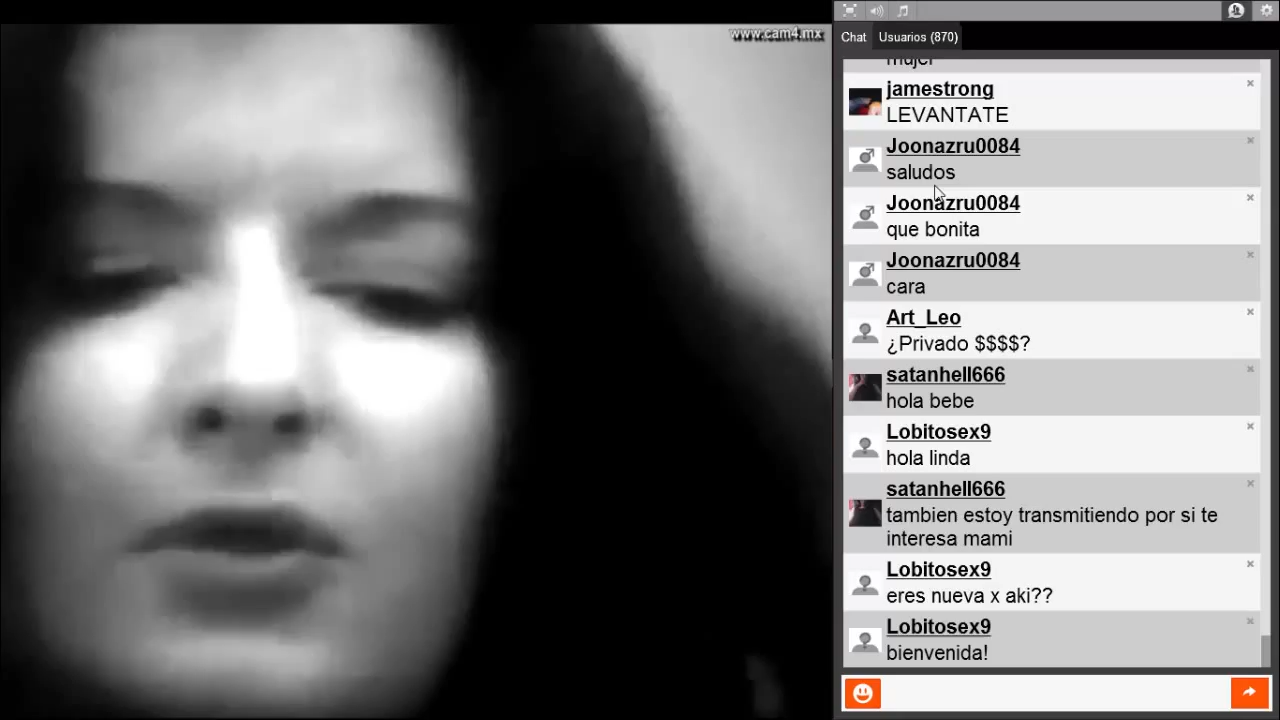 www.cam4.mx
Chat
Usuarios (870)
mujer
jamestrong
LEVANTATE
Joonazru0084
saludos
Joonazru0084
que bonita
Joonazru0084
cara
Art_Leo
¿Privado $$$$?
satanhell666
hola bebe
Lobitosex9
hola linda
satanhell666
tambien estoy transmitiendo por si te
interesa mami
Lobitosex9
eres nueva x aki??
Lobitosex9
bienvenida!